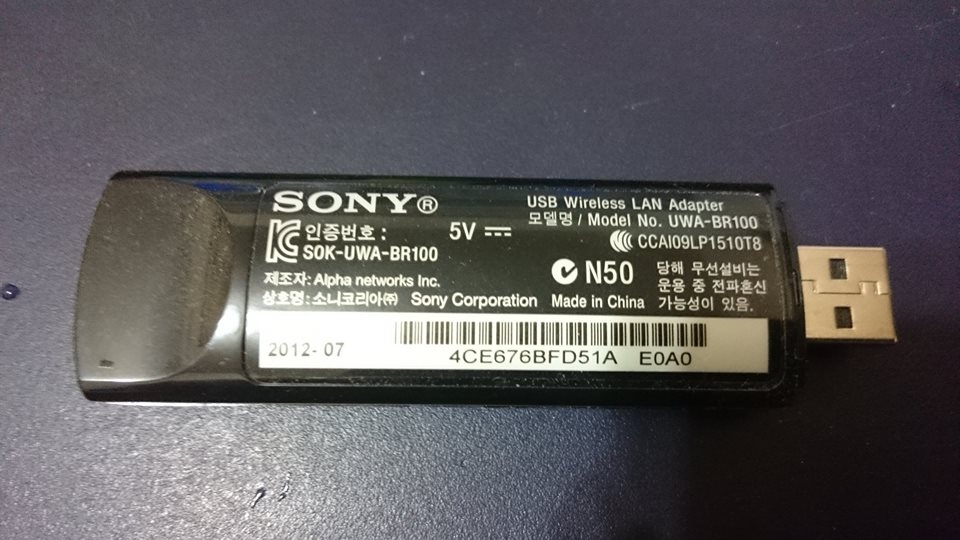 SONY®
USB Wireless LAN Adapter
모델명 / Model No. UWA-BR100
인증번호 :
SOK-UWA-BR100
5V
CCAI09LP1510T8
N50
제조자: Alpha networks Inc.
상호명: 소니코리아㈜ Sony Corporation Made in China
당해 무선설비는
운용 중 전파혼신
가능성이 있음.
2012- 07
4CE676BFD51A E0A0